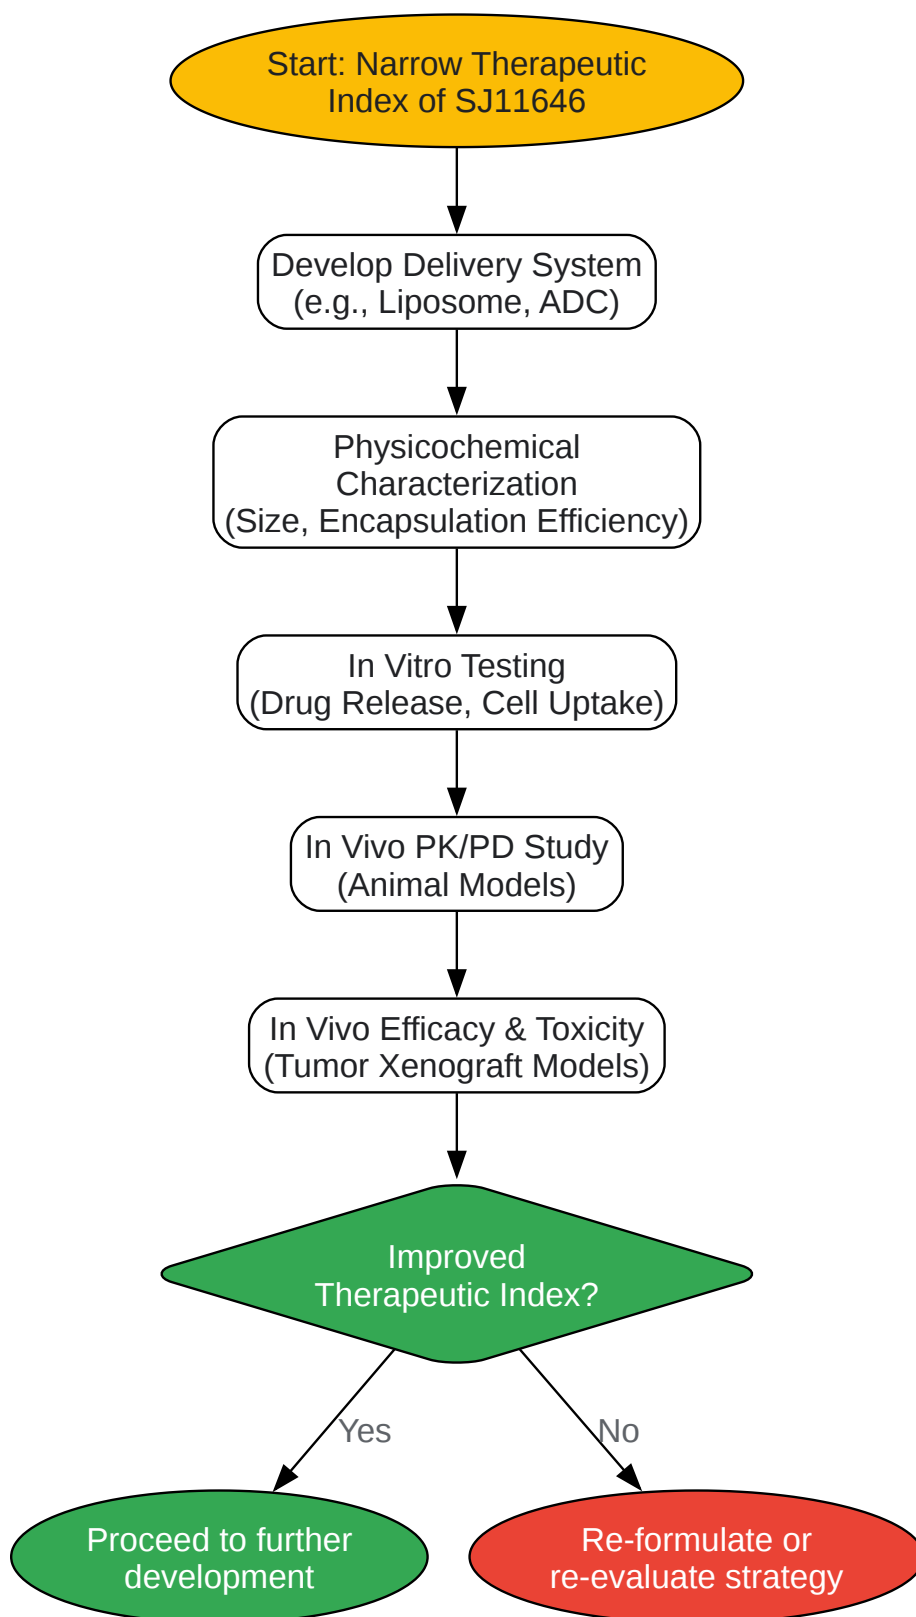 Start: Narrow Therapeutic
Index of SJ11646
Develop Delivery System
(e.g., Liposome, ADC)
Physicochemical
Characterization
(Size, Encapsulation Efficiency)
In Vitro Testing
(Drug Release, Cell Uptake)
In Vivo PK/PD Study
(Animal Models)
In Vivo Efficacy & Toxicity
(Tumor Xenograft Models)
Improved
Therapeutic Index?
Yes
No
Proceed to further
development
Re-formulate or
re-evaluate strategy